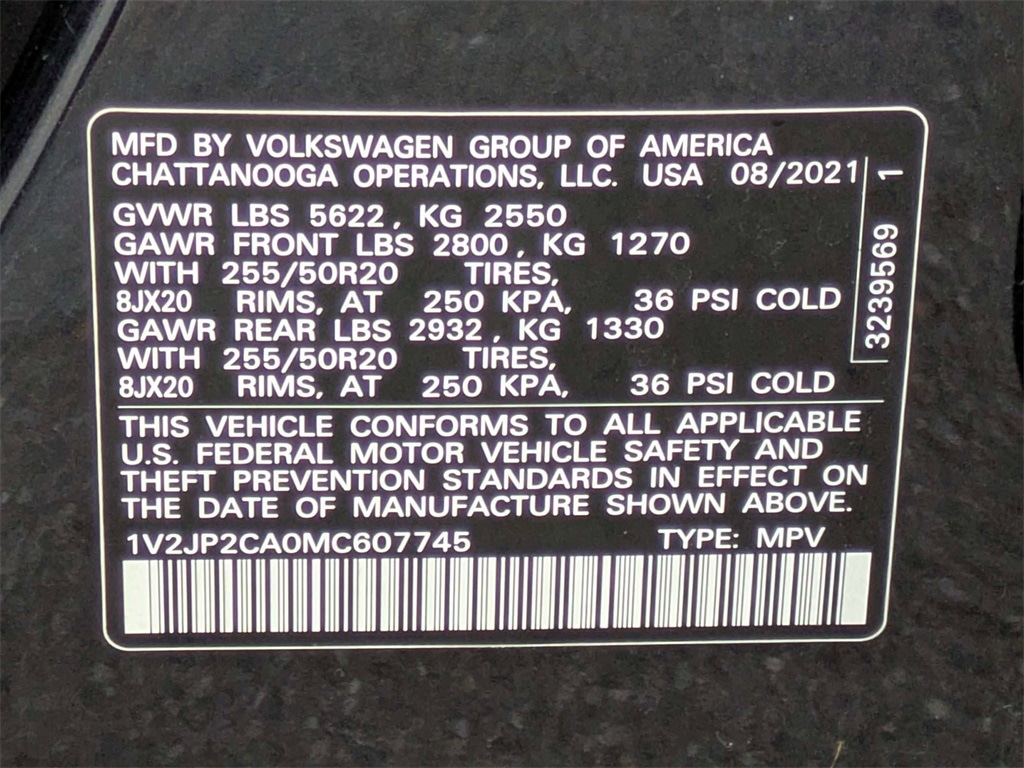 MFD BY VOLKSWAGEN GROUP OF AMERICA
CHATTANOOGA OPERATIONS, LLC. USA 08/2021
GVWR LBS 5622, KG 2550
GAWR FRONT LBS 2800, KG 1270
WITH 255/50R20 TIRES,
8JX20 RIMS, AT 250 KPA, 36 PSI COLD
GAWR REAR LBS 2932, KG 1330
WITH 255/50R20 TIRES,
8JX20 RIMS, AT 250 KPA, 36 PSI COLD
3239569 1
THIS VEHICLE CONFORMS TO ALL APPLICABLE
U.S. FEDERAL MOTOR VEHICLE SAFETY AND
THEFT PREVENTION STANDARDS IN EFFECT ON
THE DATE OF MANUFACTURE SHOWN ABOVE.
1V2JP2CA0MC607745 TYPE: MPV